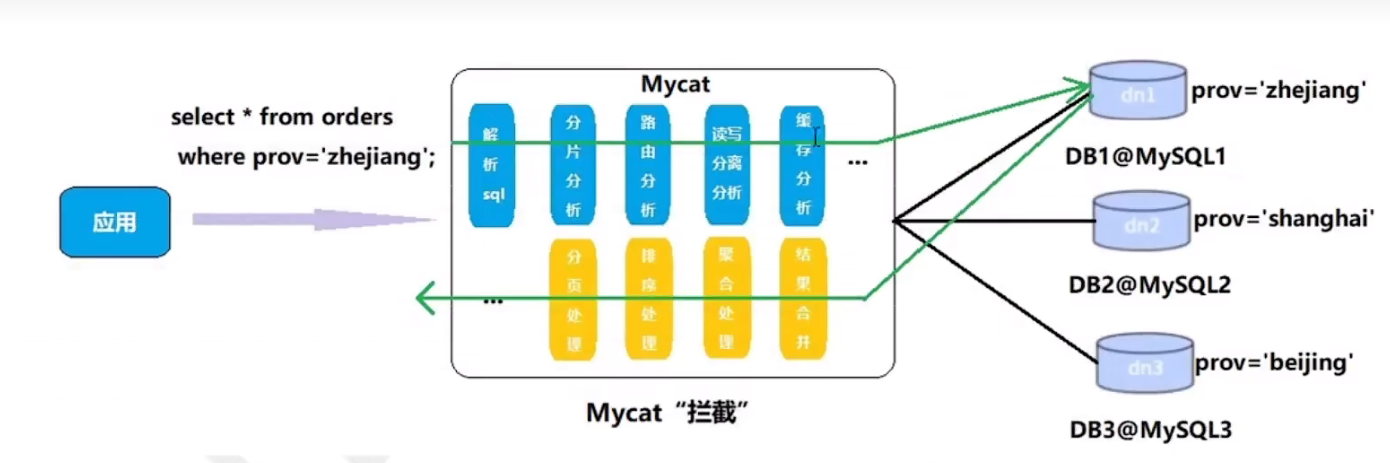 Mycat
select * from orders
where prov='zhejiang';
应用
解析sql
分片分析
路由分析
读写分离分析
缓存分析
...
...
分页处理
排序处理
聚合处理
结果合并
Mycat“拦截”
dn1
prov='zhejiang'
DB1@MySQL1
dn2
prov='shanghai'
DB2@MySQL2
dn3
prov='beijing'
DB3@MySQL3